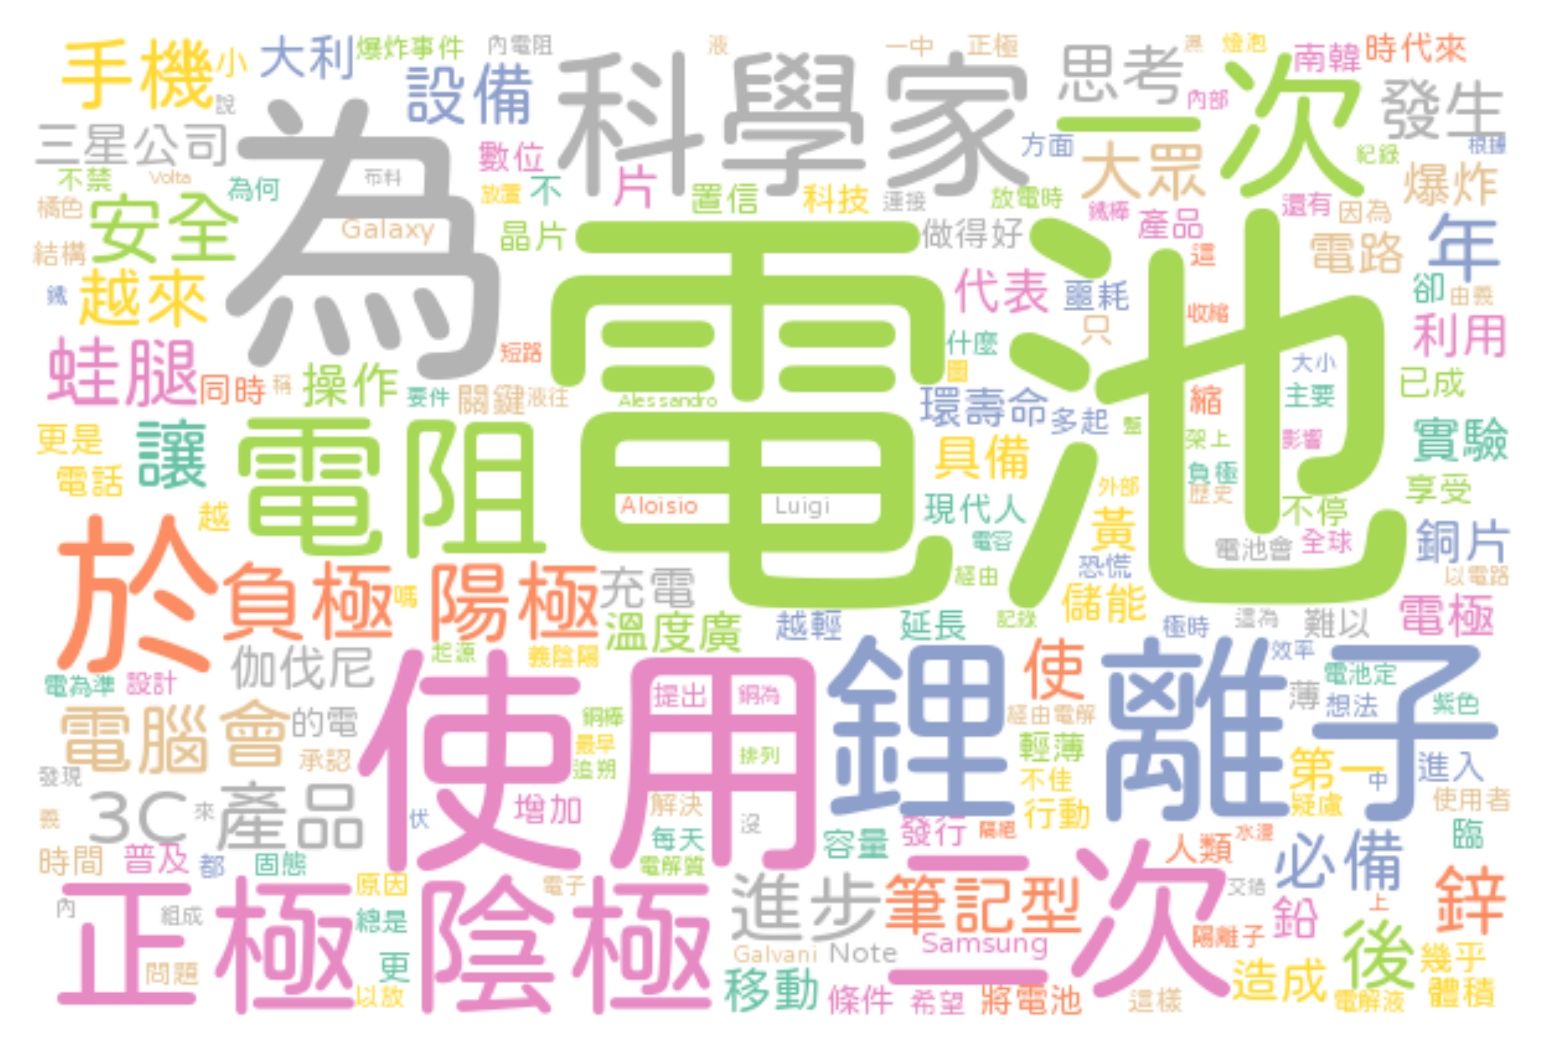 手機
小
大利
爆炸事件
內電阻
液
一中
正極
濕
燈泡
南韓
時代來
設備
科學家
思考
一次
發生
說
內部
三星公司
為
數位
方面
紀錄
根據
不禁
Volta
為何
布料
放置
不
片
置信
科技
連接
放電時
大眾
爆炸
橘色
安全
Galaxy
晶片
電池
做得好
鐵棒
產品
還有
因為
年
結構
電路
這
鐵
越來
代表
噩耗
卻
由義
收縮
只
利用
蛙腿
短路
什麼
圖
大小
同時
稱
操作
要件
關鍵
液往
Alessandro
環壽命
多起
鹽
縮
主要
已成
更是
讓
電阻
具備
架上
影響
實驗
電話
負極
歷史
享受
越
Aloisio
Luigi
現代人
外部
不停
黃
電容
電池會
全球
銅片
於
負極
嗎
陽極
充電
經由
恐慌
以電路
儲能
溫度廣
越輕
延長
記錄
極時
這為
難以
電極
伽伐尼
起源
義陰陽
使用
鋰離子
使
效率
電池定
電為準
設計
提出
銅為
薄
想法
紫色
電腦
會
的電
銅棒
經由電解
最早
輕薄
承認
追朔
排列
第一
中
進入
發現
不佳
3C
來
產品
義
伏
增加
解決
沒
行動
疑慮
使用者
每天
容量
發行
隔絕
水浸
臨
時間
普及
都
固態
電解質
人類
必備
正極
原因
陰極
電子
進步
筆記型
二次
交錯
鉛
上
鋅
內
組成
總是
Samsung
陽離子
後
幾乎
問題
更
Galvani
Note
以放
移動
條件
希望
將電池
這樣
造成
電解液
體積